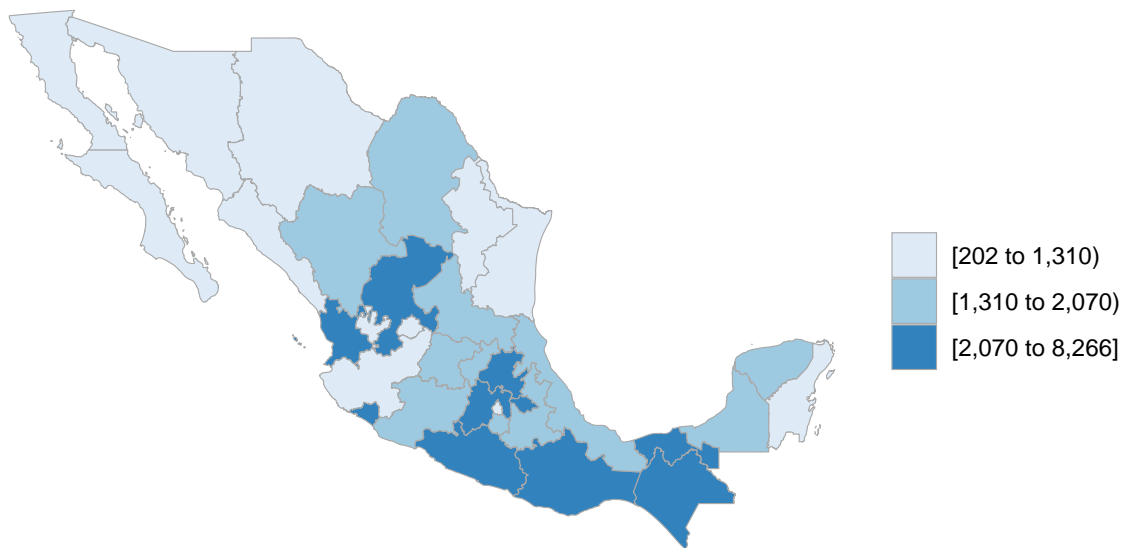 [202 to 1,310)
[1,310 to 2,070)
[2,070 to 8,266]